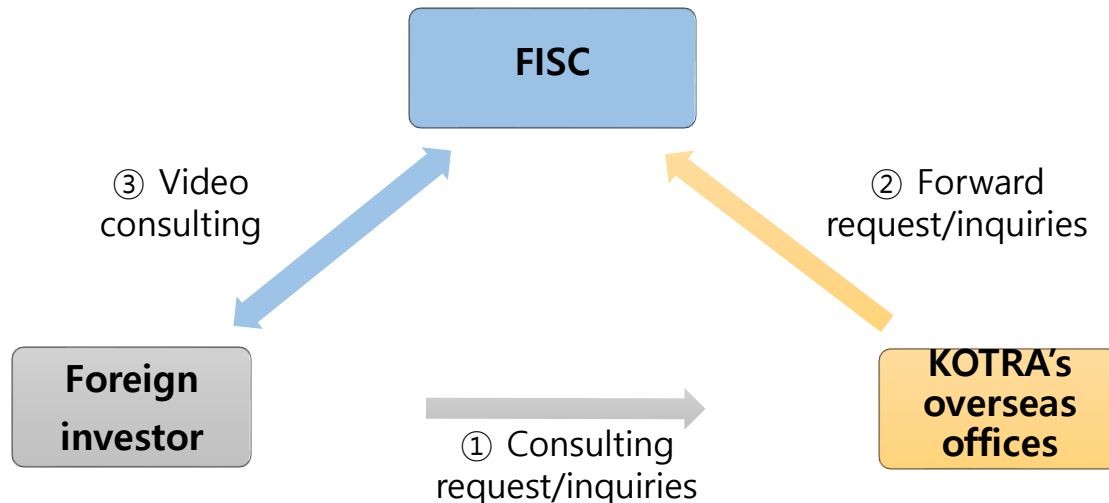 FISC
③ Video
consulting
② Forward
request/inquiries
Foreign
investor
KOTRA's
overseas
offices
① Consulting
request/inquiries